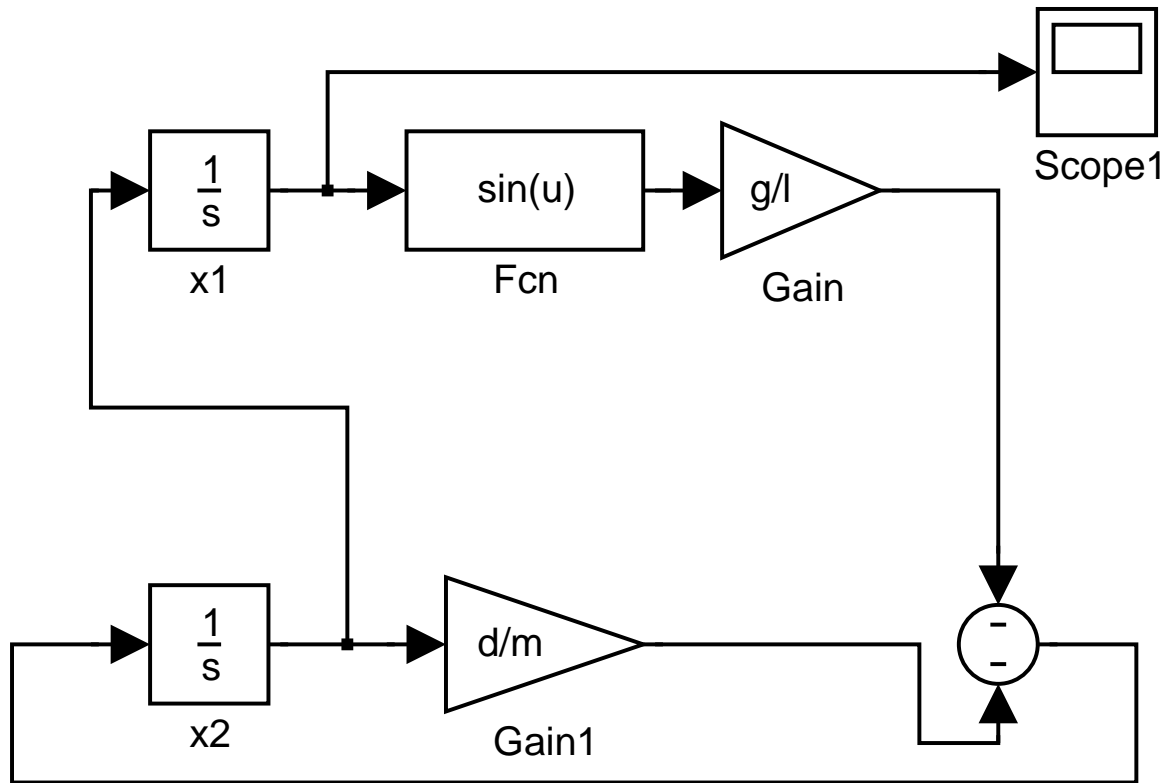 Scope1
1
s
sin(u)
g/l
x1
Fcn
Gain
1
s
d/m
-
-
x2
Gain1